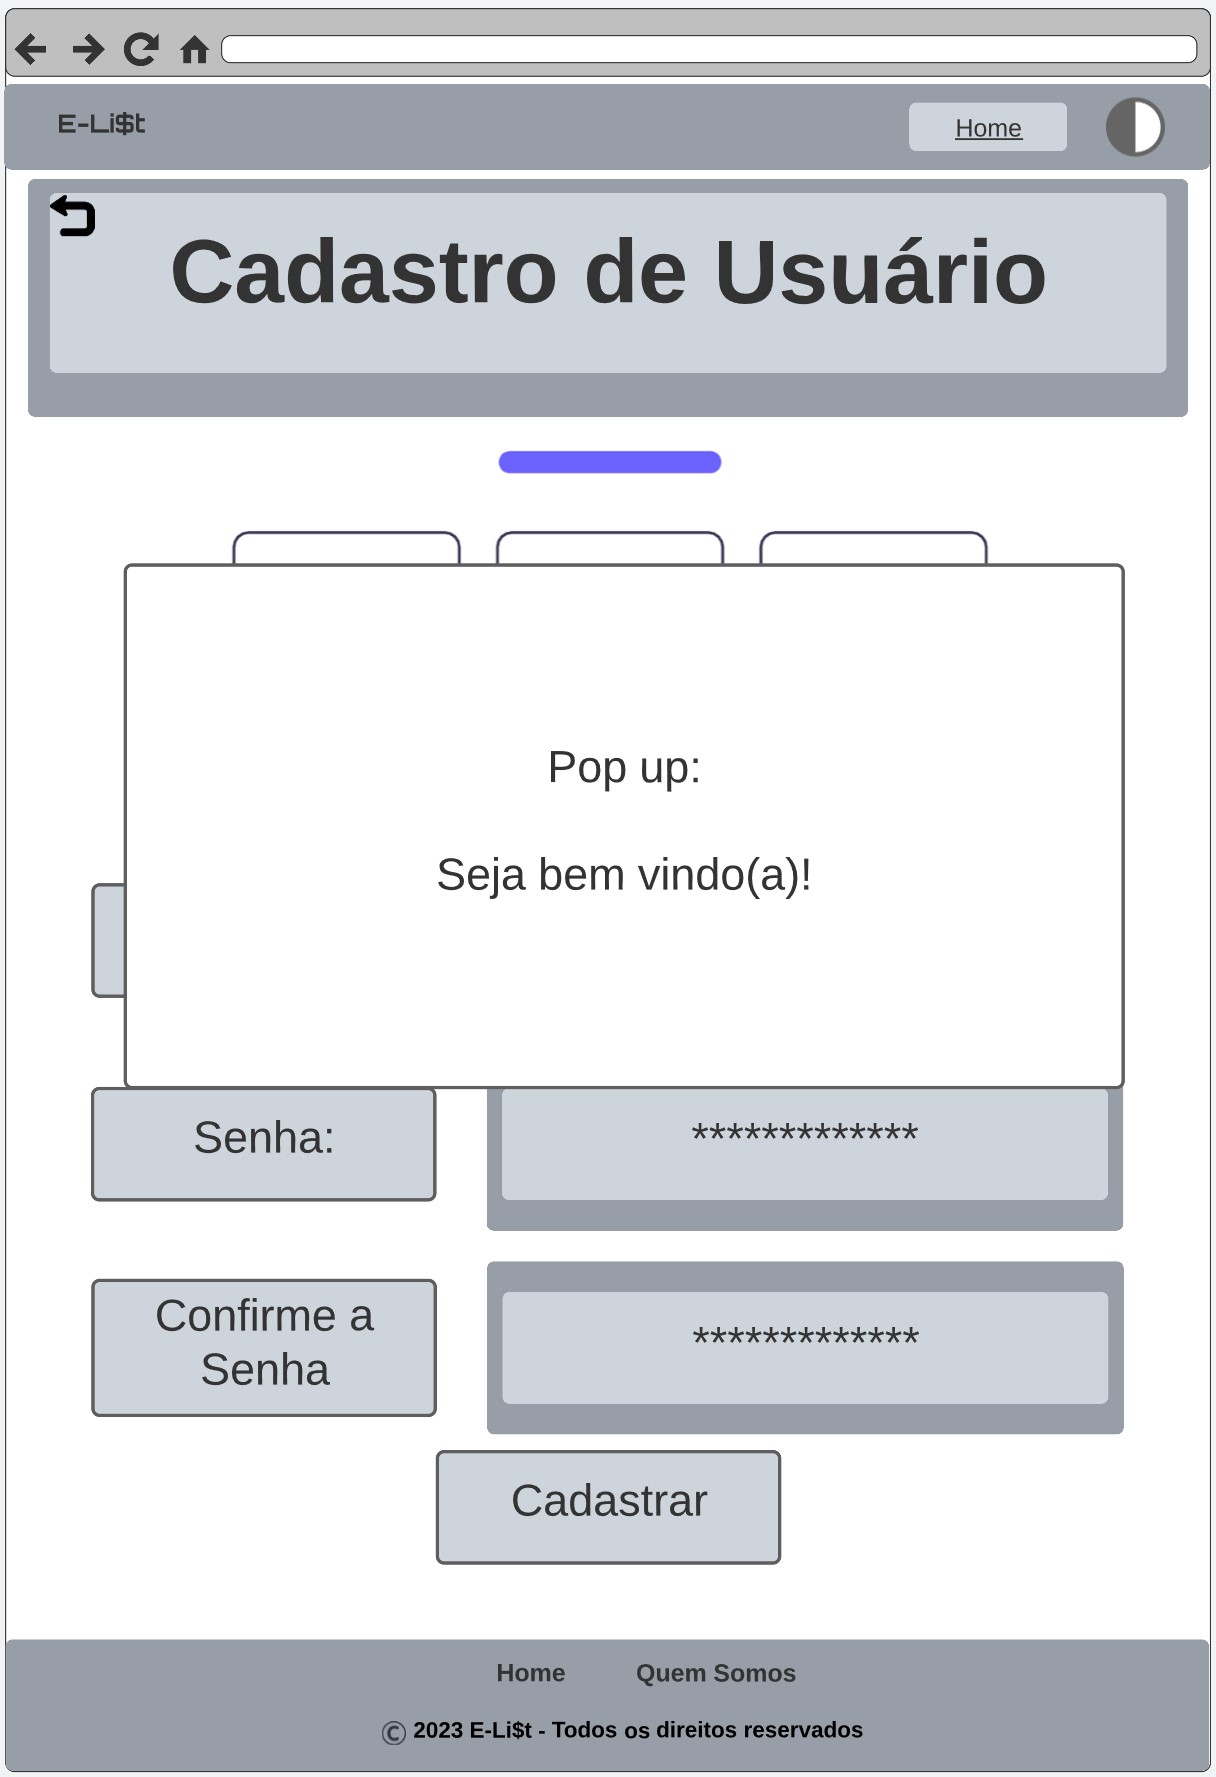 E-Li$t
Home
Cadastro de Usuário
Pop up:
Seja bem vindo(a)!
Senha:
*************
Confirme a
Senha
*************
Cadastrar
Home
Quem Somos
© 2023 E-Li$t - Todos os direitos reservados